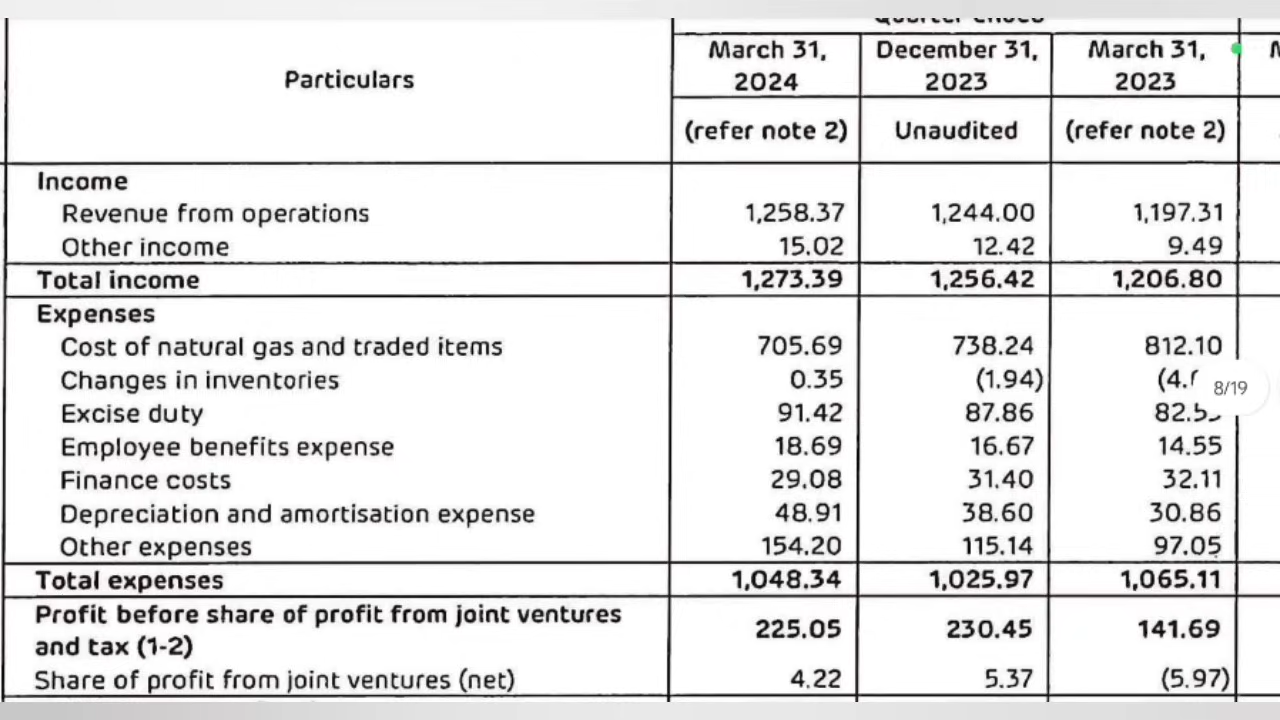 Particulars
March 31, 2024 December 31, 2023 March 31, 2023
(refer note 2) Unaudited (refer note 2)
Income
Revenue from operations 1,258.37 1,244.00 1,197.31
Other income 15.02 12.42 9.49
Total income 1,273.39 1,256.42 1,206.80
Expenses
Cost of natural gas and traded items 705.69 738.24 812.10
Changes in inventories 0.35 (1.94)
8/19
Excise duty 91.42 87.86
Employee benefits expense 18.69 16.67 14.55
Finance costs 29.08 31.40 32.11
Depreciation and amortisation expense 48.91 38.60 30.86
Other expenses 154.20 115.14 97.05
Total expenses 1,048.34 1,025.97 1,065.11
Profit before share of profit from joint ventures
and tax (1-2) 225.05 230.45 141.69
Share of profit from joint ventures (net) 4.22 5.37 (5.97)